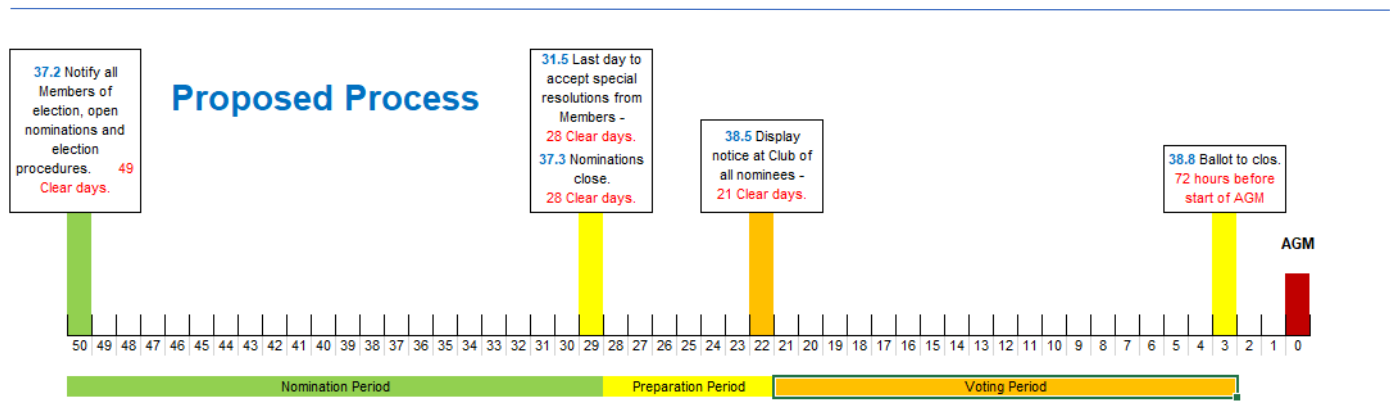 37.2 Notify all
Members of
election, open
nominations and
election
procedures. 49
Clear days.
Proposed Process
31.5 Last day to
accept special
resolutions from
Members -
28 Clear days.
37.3 Nominations
close.
28 Clear days.
38.5 Display
notice at Club of
all nominees -
21 Clear days.
38.8 Ballot to clos.
72 hours before
start of AGM
AGM
50 49 48 47 46 45 44 43 42 41 40 39 38 37 36 35 34 33 32 31 30 29 28 27 26 25 24 23 22 21 20 19 18 17 16 15 14 13 12 11 10 9 8 7 6 5 4 3 2 1 0
Nomination Period Preparation Period Voting Period